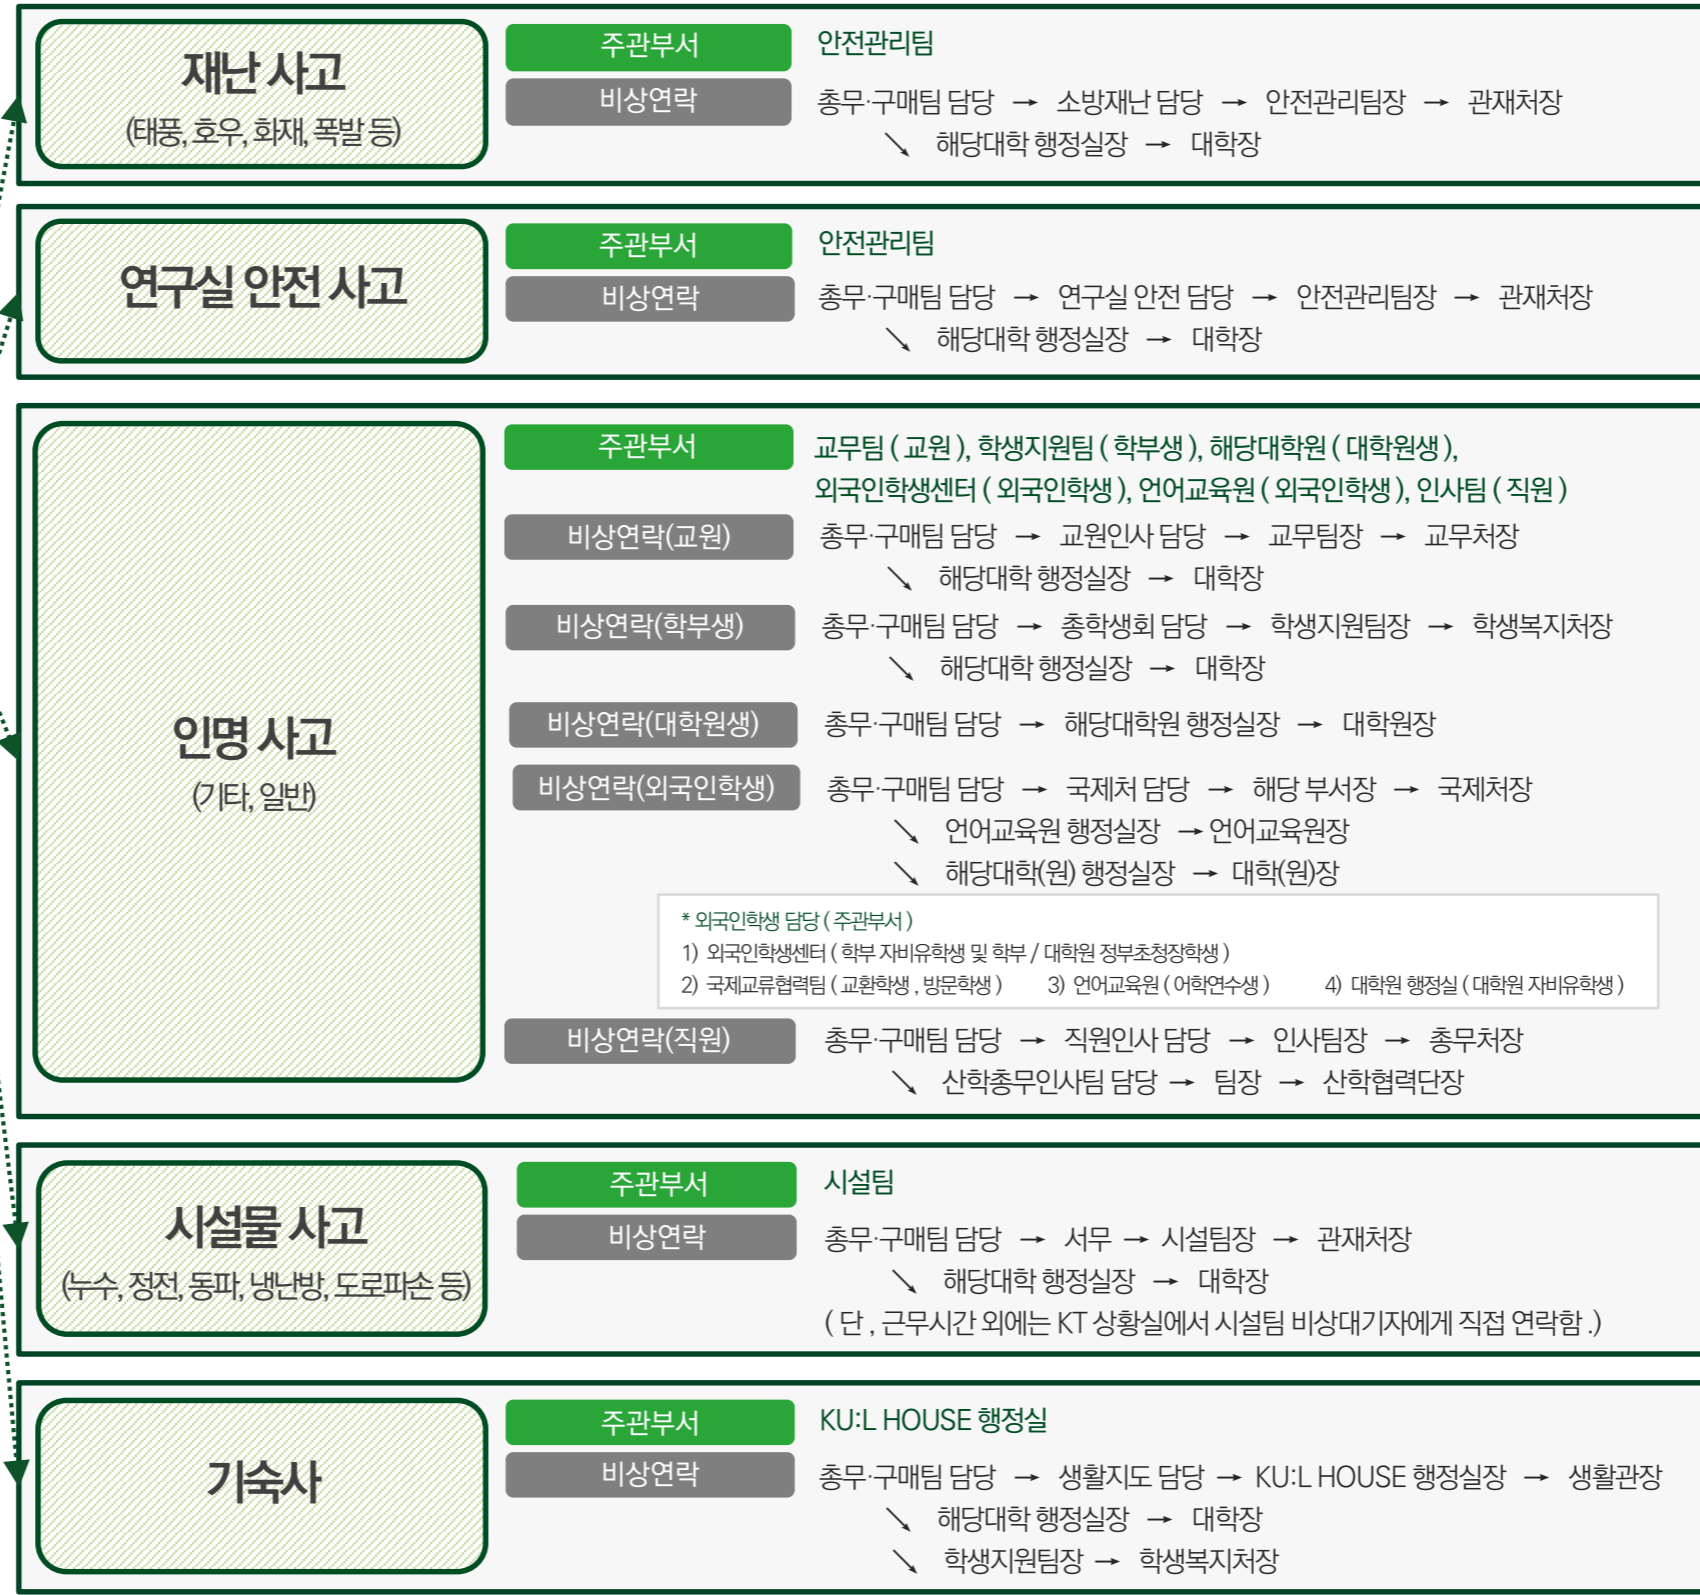 재난 사고
(태풍, 호우, 화재, 폭발 등)
주관부서
안전관리팀
비상연락
총무·구매팀 담당 → 소방재난 담당 → 안전관리팀장 → 관재처장
↘ 해당대학 행정실장 → 대학장
연구실 안전 사고
주관부서
안전관리팀
비상연락
총무·구매팀 담당 → 연구실 안전 담당 → 안전관리팀장 → 관재처장
↘ 해당대학 행정실장 → 대학장
인명 사고
(기타, 일반)
주관부서
교무팀 ( 교원 ), 학생지원팀 ( 학부생 ), 해당대학원 ( 대학원생 ),
외국인학생센터 ( 외국인학생 ), 언어교육원 ( 외국인학생 ), 인사팀 ( 직원 )
비상연락(교원)
총무·구매팀 담당 → 교원인사 담당 → 교무팀장 → 교무처장
↘ 해당대학 행정실장 → 대학장
비상연락(학부생)
총무·구매팀 담당 → 총학생회 담당 → 학생지원팀장 → 학생복지처장
↘ 해당대학 행정실장 → 대학장
비상연락(대학원생)
총무·구매팀 담당 → 해당대학원 행정실장 → 대학원장
비상연락(외국인학생)
총무·구매팀 담당 → 국제처 담당 → 해당 부서장 → 국제처장
↘ 언어교육원 행정실장 → 언어교육원장
↘ 해당대학(원) 행정실장 → 대학(원)장
* 외국인학생 담당 ( 주관부서 )
1) 외국인학생센터 ( 학부 자비유학생 및 학부 / 대학원 정부초청장학생 )
2) 국제교류협력팀 ( 교환학생 , 방문학생 ) 3) 언어교육원 ( 어학연수생 ) 4) 대학원 행정실 ( 대학원 자비유학생 )
비상연락(직원)
총무·구매팀 담당 → 직원인사 담당 → 인사팀장 → 총무처장
↘ 산학총무인사팀 담당 → 팀장 → 산학협력단장
시설물 사고
(누수, 정전, 동파, 냉난방, 도로파손 등)
주관부서
시설팀
비상연락
총무·구매팀 담당 → 서무 → 시설팀장 → 관재처장
↘ 해당대학 행정실장 → 대학장
( 단 , 근무시간 외에는 KT 상황실에서 시설팀 비상대기자에게 직접 연락함 .)
기숙사
주관부서
KU:L HOUSE 행정실
비상연락
총무·구매팀 담당 → 생활지도 담당 → KU:L HOUSE 행정실장 → 생활관장
↘ 해당대학 행정실장 → 대학장
↘ 학생지원팀장 → 학생복지처장